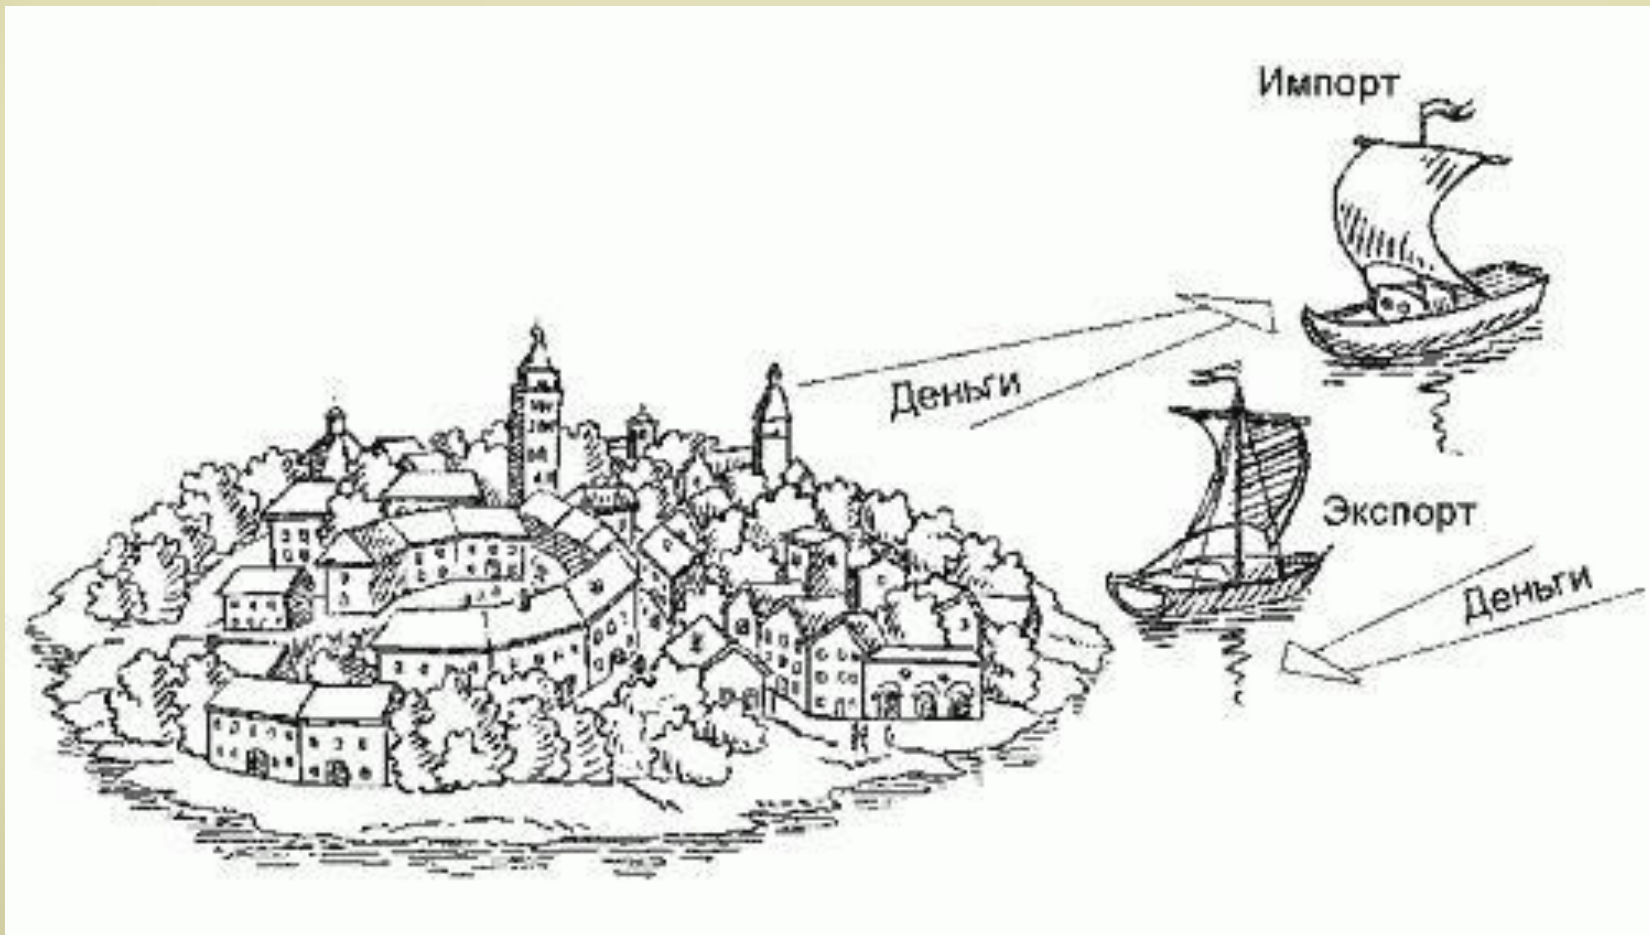 Импорт
Деньги
Экспорт
Деньги